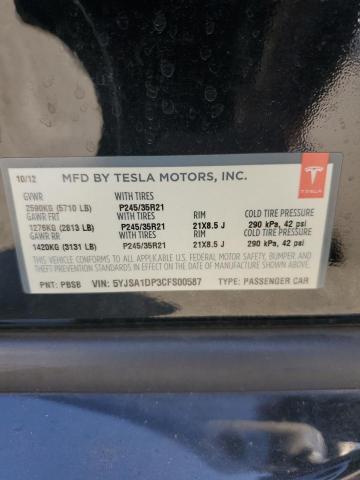 10/12 MFD BY TESLA MOTORS, INC.
TESLA
GVWR WITH TIRES
2590KG (5710 LB) P245/35R21
GAWR FRT WITH TIRES RIM COLD TIRE PRESSURE
1276KG (2813 LB) P245/35R21 21X8.5 J 290 kPa, 42 psi
GAWR RR WITH TIRES RIM COLD TIRE PRESSURE
1420KG (3131 LB) P245/35R21 21X8.5 J 290 kPa, 42 psi
THIS VEHICLE CONFORMS TO ALL APPLICABLE U.S. FEDERAL MOTOR SAFETY, BUMPER AND
THEFT PREVENTION STANDARDS IN EFFECT ON THE DATE OF MANUFACTURE SHOWN ABOVE.
PNT: PBSB VIN: 5YJSA1DP3CFS00587 TYPE: PASSENGER CAR